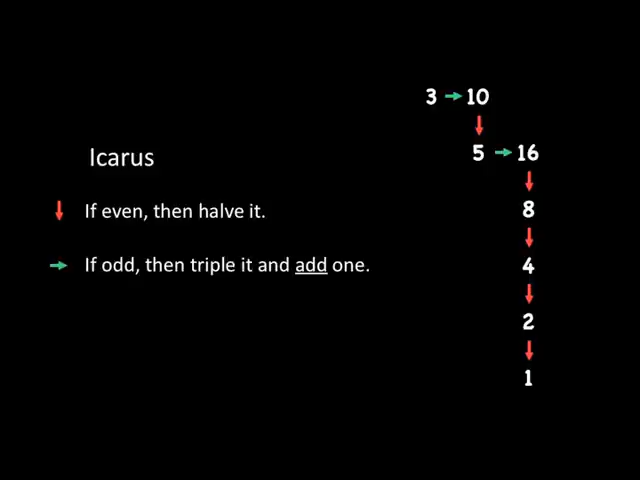 3 10
Icarus
5 16
If even, then halve it.
8
If odd, then triple it and add one.
4
2
1